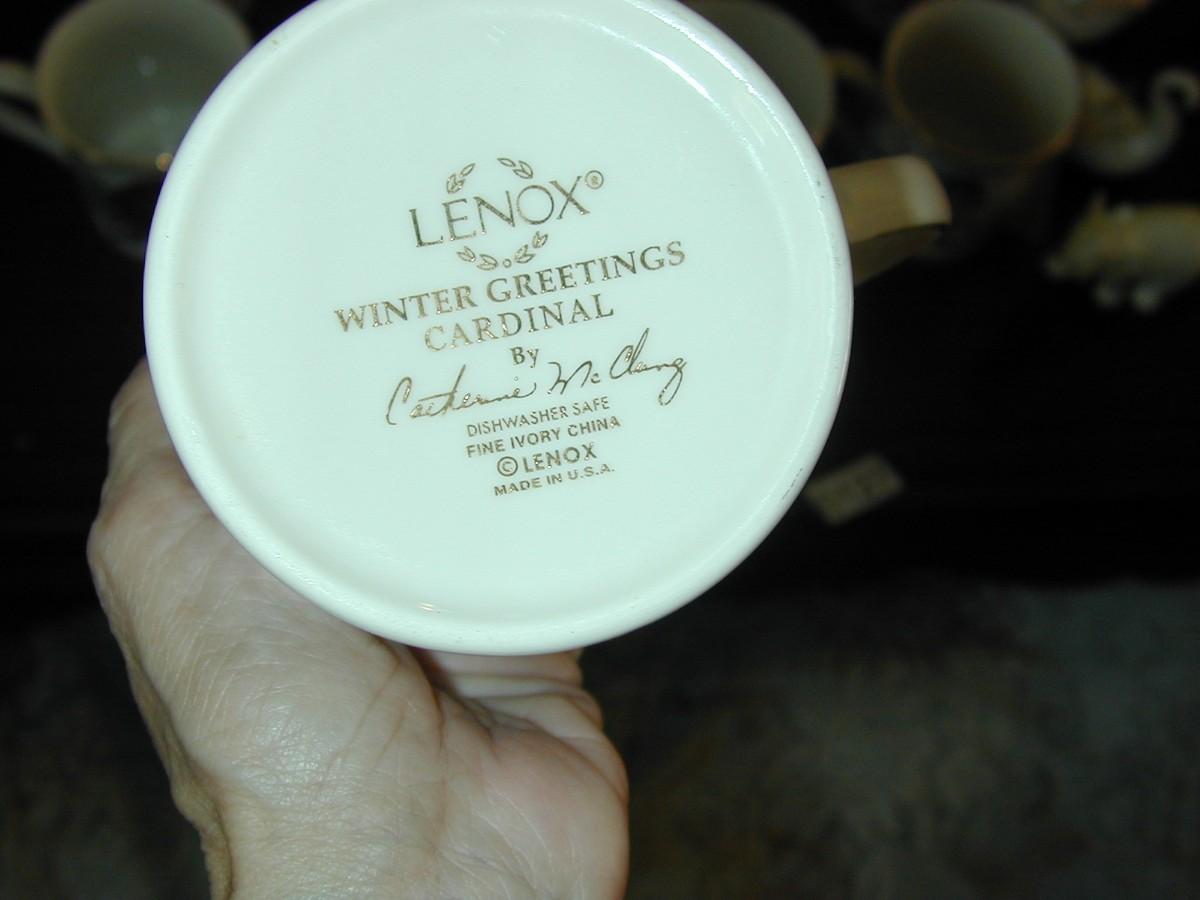 LENOX®
WINTER GREETINGS
CARDINAL
By
Catherine McClung
DISHWASHER SAFE
FINE IVORY CHINA
© LENOX
MADE IN U.S.A.